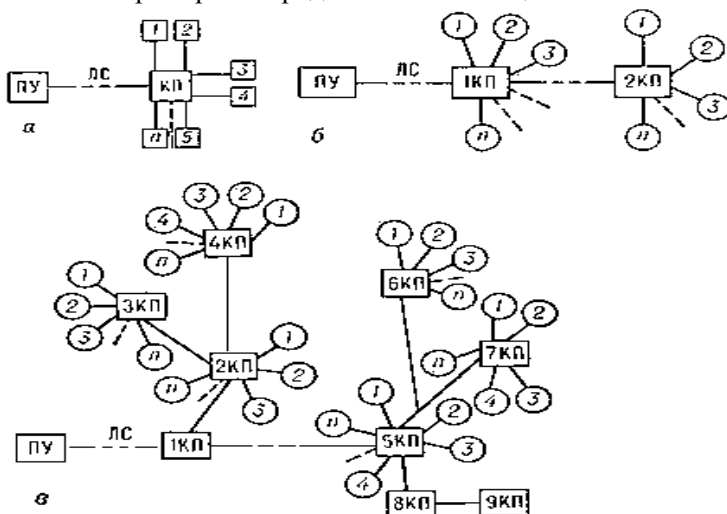 1 2
ПУ ЛС КП 3
4
п 5
а
1 2 3 1 2
ПУ ЛС 1КП 2КП 3
п п
б
3 2 1
4
4КП
п
1 2 3 3КП
п
1 2 3 2КП
п
1 2 3 6КП
п
1 2 7КП
п 4 3
1 2 3 5КП
п
4
ПУ ЛС 1КП
8КП 9КП
в